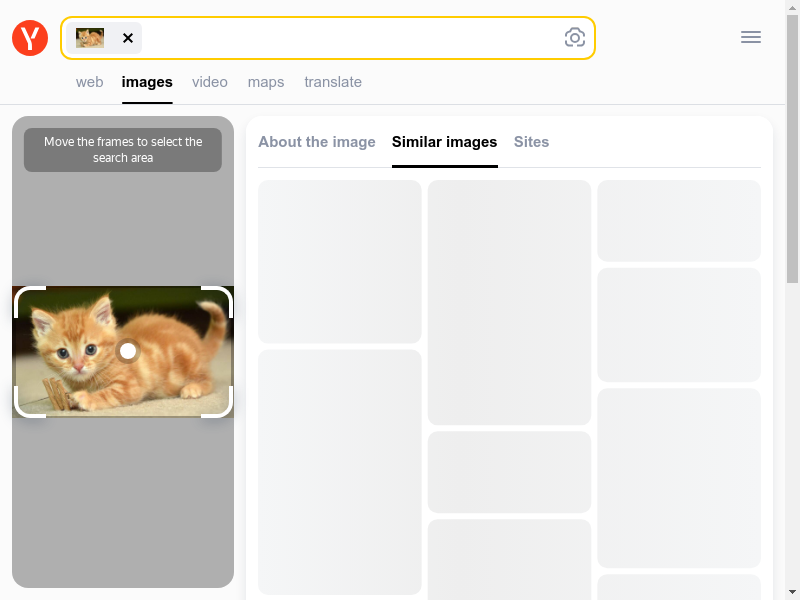 Y
web
images
video
maps
translate
Move the frames to select the
search area
About the image
Similar images
Sites